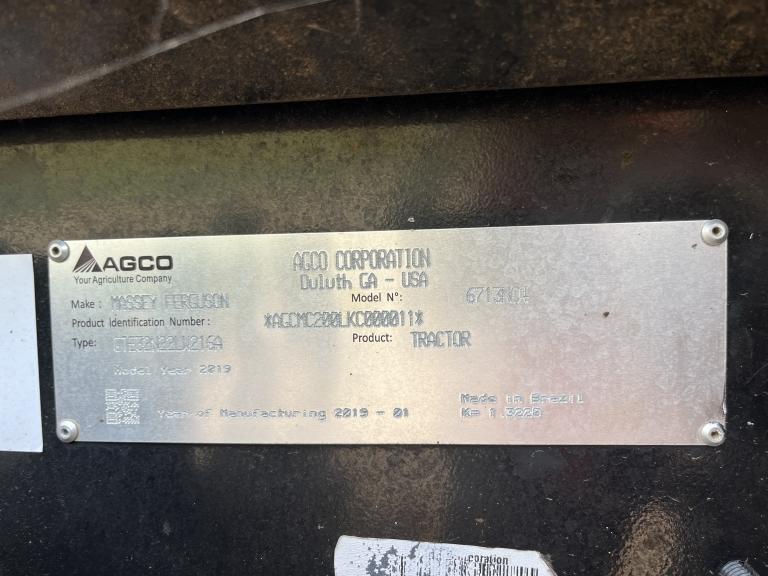 AGCO
Your Agriculture Company
AGCO CORPORATION
Duluth GA - USA
Make : MASSEY FERGUSON
Model N°:
Product Identification Number : *AGCMC200LKC000011*
Type:
Product: TRACTOR
Model Year 2019
Year of Manufacturing 2019 - 01
Made in Brazil
poration